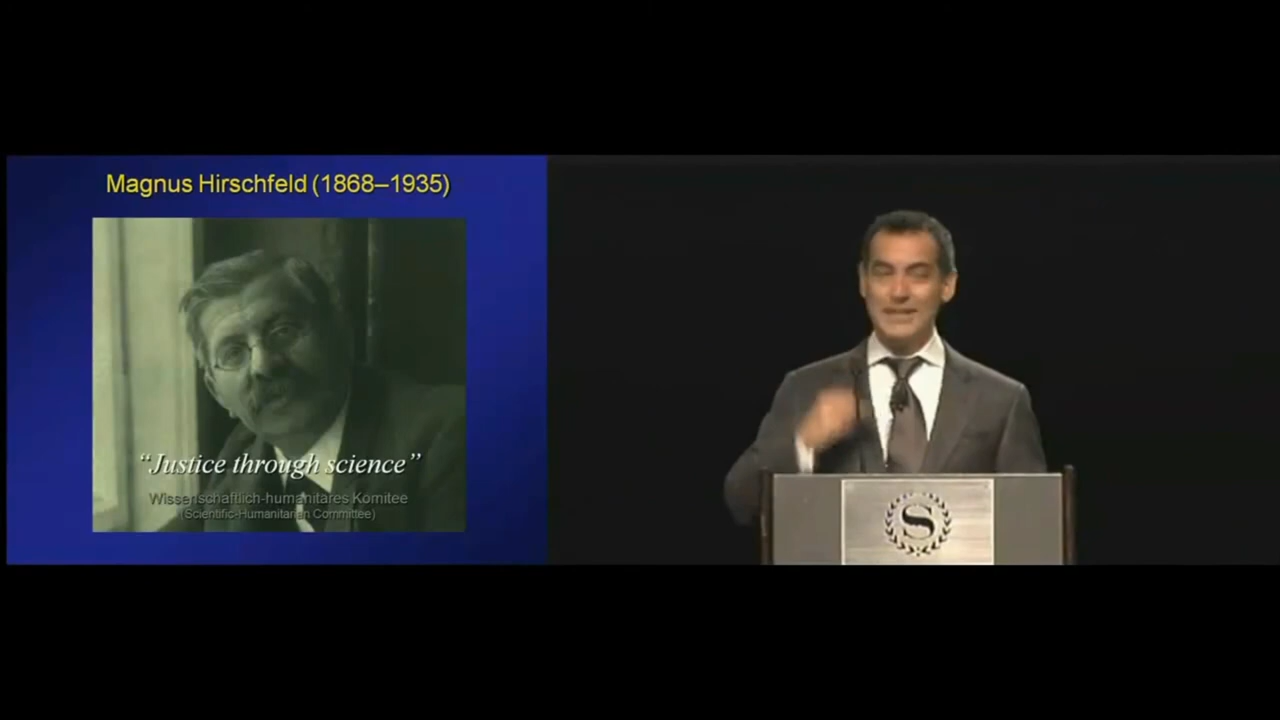 Magnus Hirschfeld (1868–1935)
“Justice through science”
Wissenschaftlich-humanitäres Komitee
(Scientific-Humanitarian Committee)
S